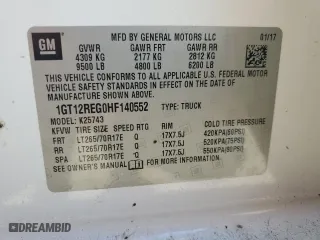 GM
MFD BY GENERAL MOTORS LLC
01/17
GVWR GAWR FRT GAWR RR
4309 KG 2177 KG 2812 KG
9500 LB 4800 LB 6200 LB
THIS VEHICLE CONFORMS TO ALL APPLICABLE U.S. FEDERAL MOTOR
VEHICLE SAFETY STANDARDS IN EFFECT ON THE DATE OF
MANUFACTURE SHOWN ABOVE.
1GT12REG0HF140552 TYPE: TRUCK
MODEL: K25743
KFVW TIRE SIZE SPEED RTG RIM COLD TIRE PRESSURE
FRT LT265/70R17E Q 17X7.5J 420KPA(60PSI)
RR LT265/70R17E Q 17X7.5J 520KPA(75PSI)
SPA LT265/70R17E Q 17X7.5J 550KPA(80PSI)
SEE OWNER'S MANUAL FOR ADDITIONAL INFORMATION.
© AUTOBIDCAR